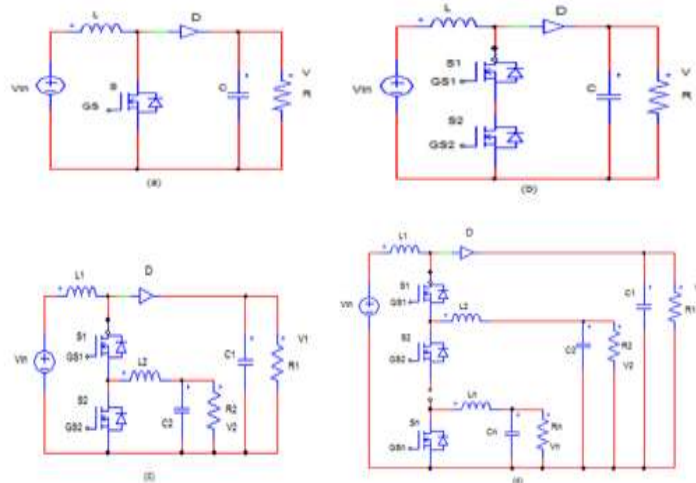 L
D
Vin
S
GS
C
V
R
(a)
L
D
Vin
S1
GS1
S2
GS2
C
V
R
(b)
L1
D
Vin
S1
GS1
L2
S2
GS2
C2
R2
V2
C1
V1
R1
L1
D
Vin
S1
GS1
L2
S2
GS2
C2
R2
V2
C1
R1
Ln
Sn
GSn
Cn
Rn
Vn